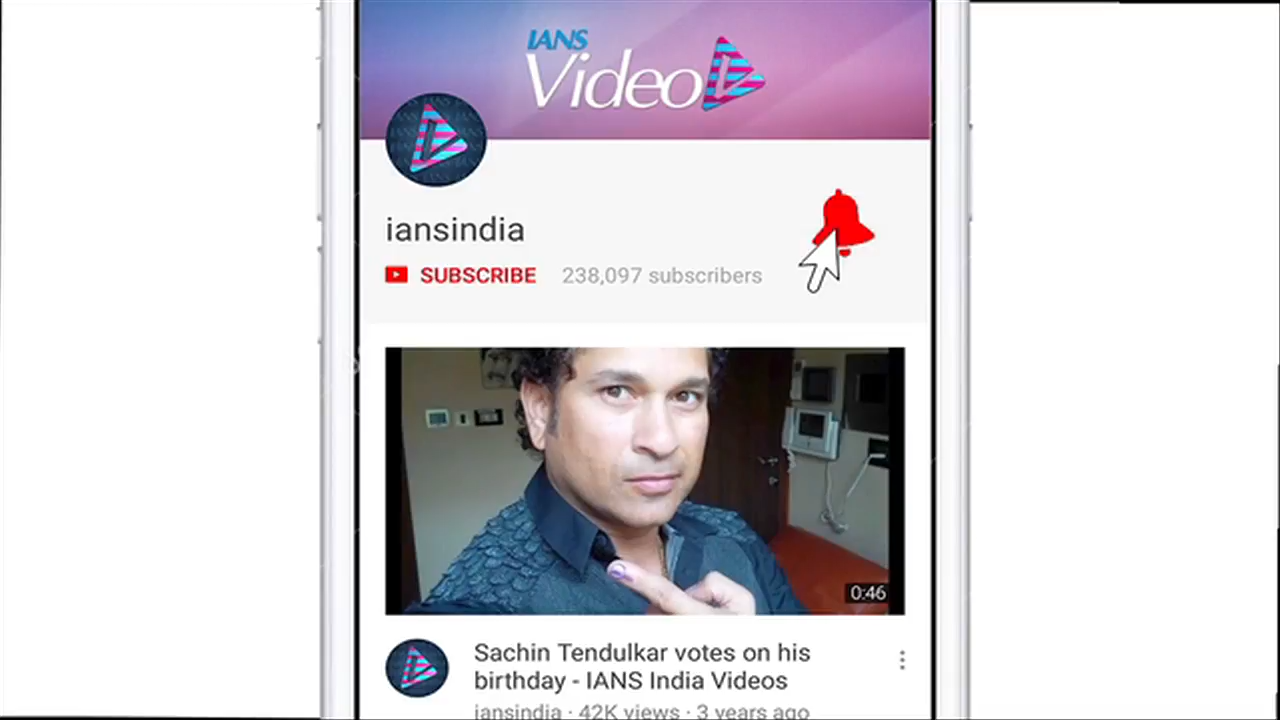 IANS
Video
iansindia
SUBSCRIBE 238,097 subscribers
0:46
Sachin Tendulkar votes on his
birthday - IANS India Videos
iansindia · 42K views · 3 years ago